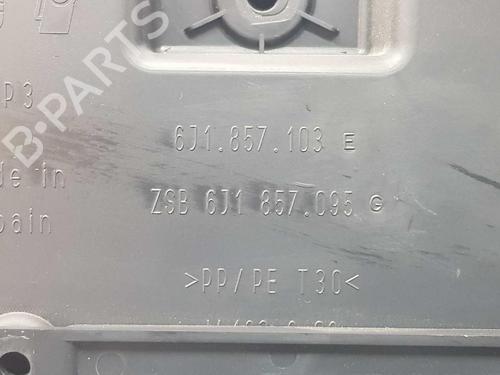 B-PARTS
P3
6J1.857.103 E
de in
ZSB 6J1 857.095 G
pain
>PP/PE T30<